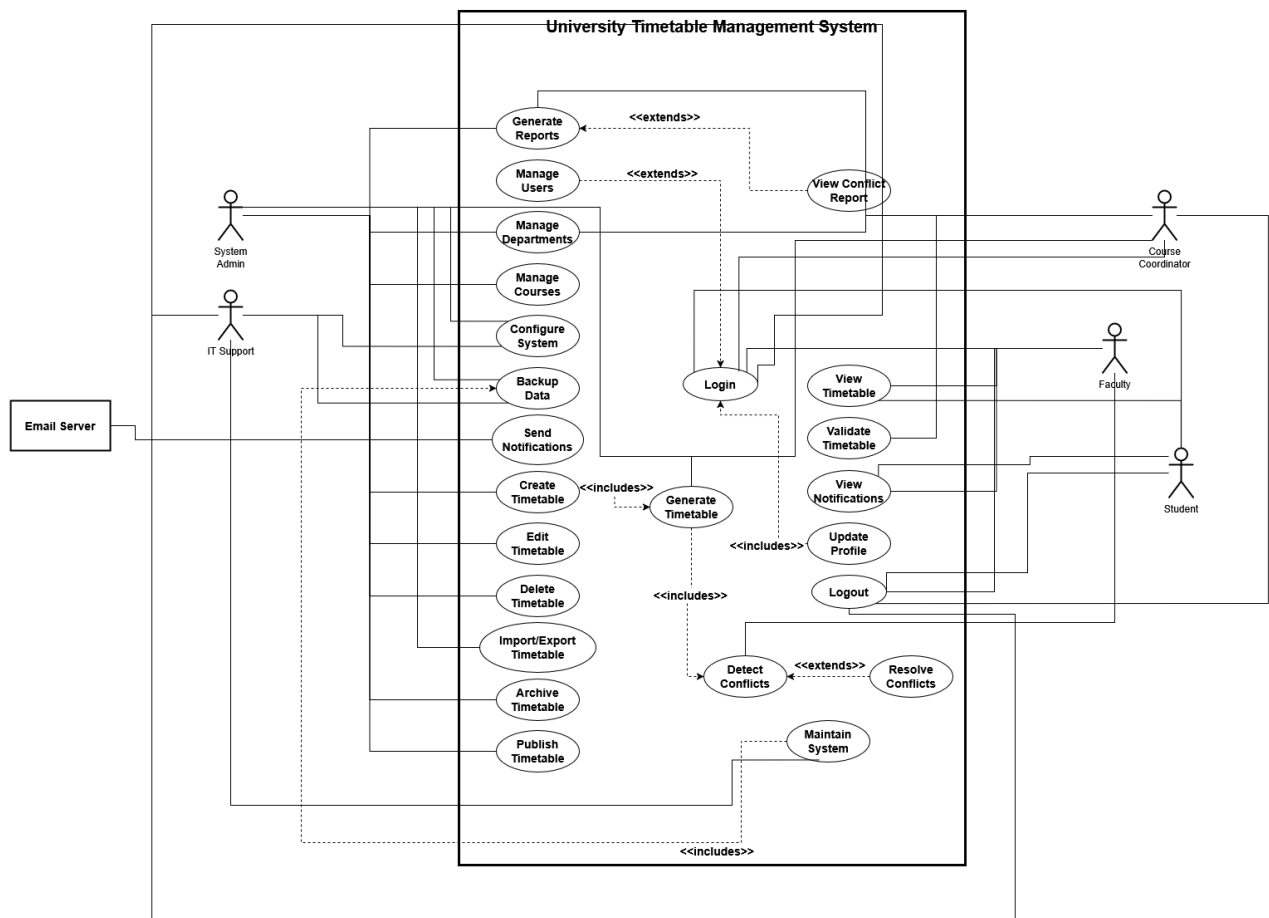 University Timetable Management System
Generate
Reports
<<extends>>
Manage
Users
<<extends>>
View Conflict
Report
System
Admin
Manage
Departments
Course
Coordinator
Manage
Courses
IT Support
Configure
System
Faculty
Backup
Data
Login
View
Timetable
Email Server
Send
Notifications
Validate
Timetable
Create
Timetable
<<includes>>
Generate
Timetable
View
Notifications
Student
Edit
Timetable
<<includes>>
Update
Profile
Delete
Timetable
<<includes>>
Logout
Import/Export
Timetable
Detect
Conflicts
<<extends>>
Resolve
Conflicts
Archive
Timetable
Publish
Timetable
Maintain
System
<<includes>>